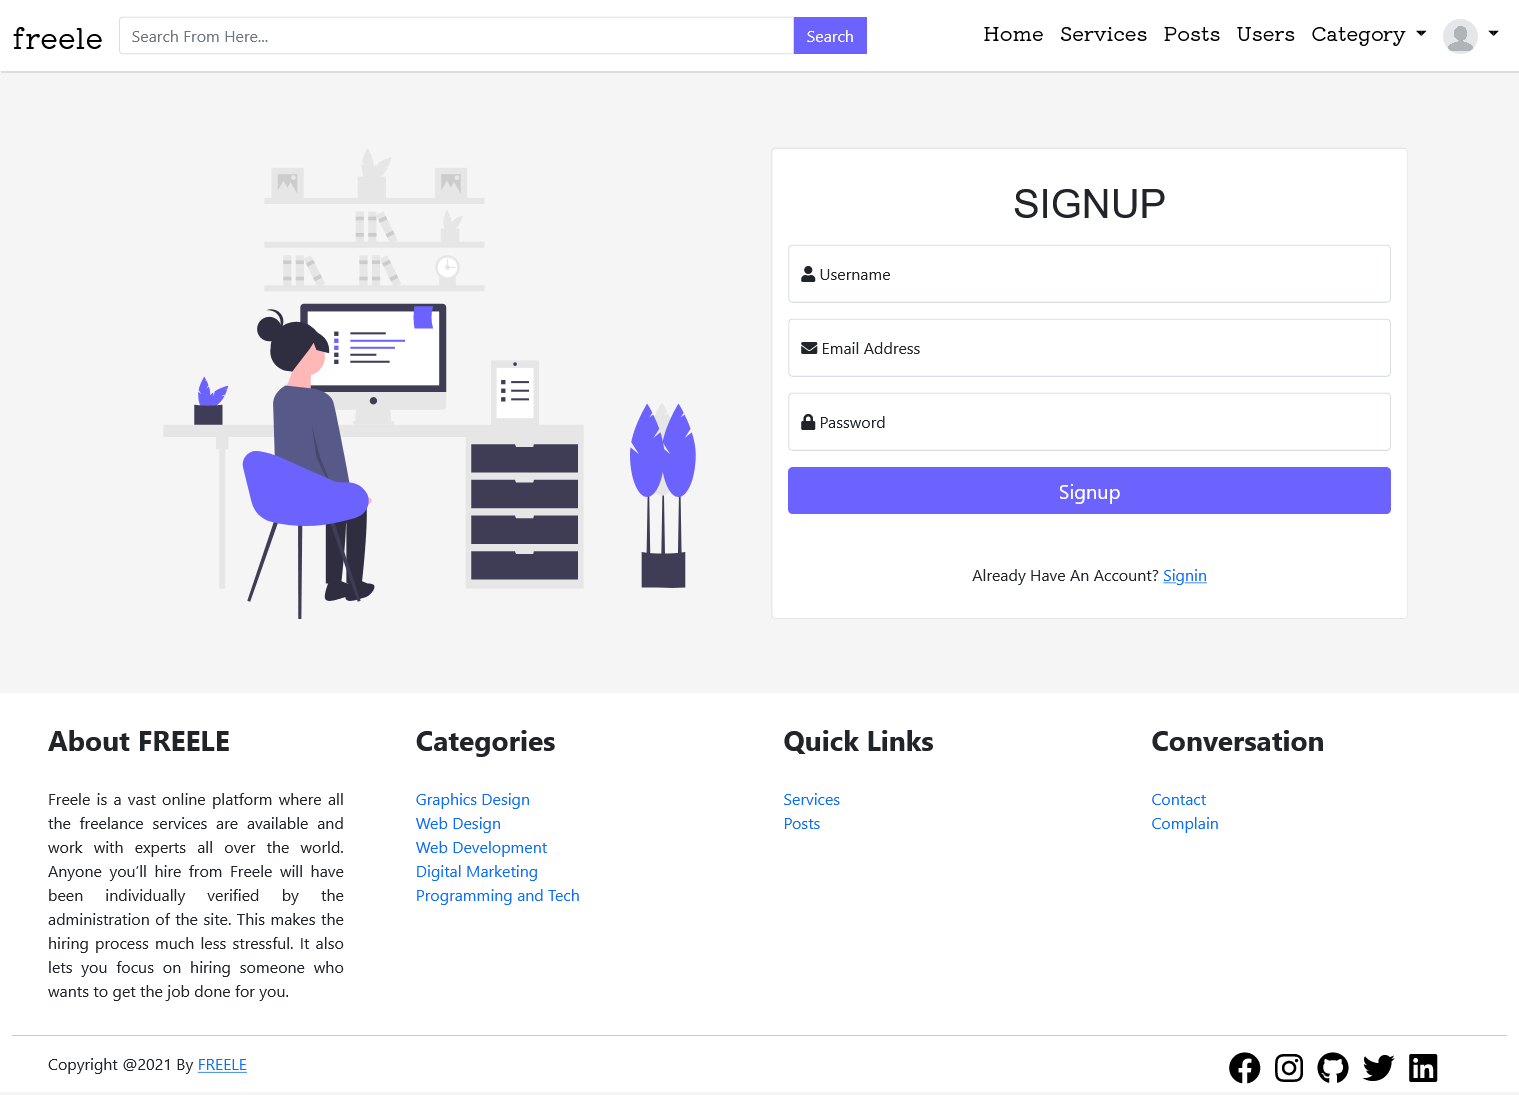 freele
Search From Here...
Search
Home Services Posts Users Category
SIGNUP
Username
Email Address
Password
Signup
Already Have An Account? Signin
About FREELE
Freele is a vast online platform where all
the freelance services are available and
work with experts all over the world.
Anyone you’ll hire from Freele will have
been individually verified by the
administration of the site. This makes the
hiring process much less stressful. It also
lets you focus on hiring someone who
wants to get the job done for you.
Categories
Graphics Design
Web Design
Web Development
Digital Marketing
Programming and Tech
Quick Links
Services
Posts
Conversation
Contact
Complain
Copyright @2021 By FREELE